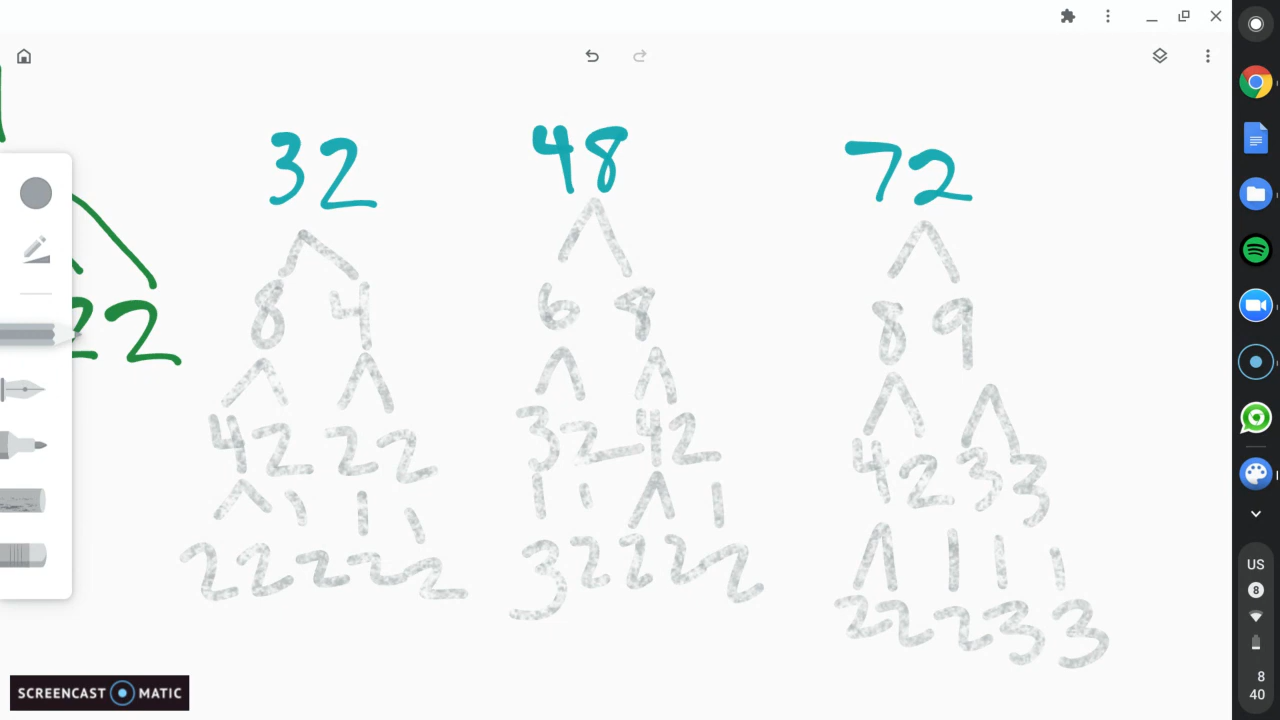 32 48 72
8 4 6 8 8 9
22
4 2 2 2 3 2 4 2 4 2 3 3
2 2 2 2 2 3 2 2 2 2 2 2 2 3 3
US
8
8
40
SCREENCAST MATIC